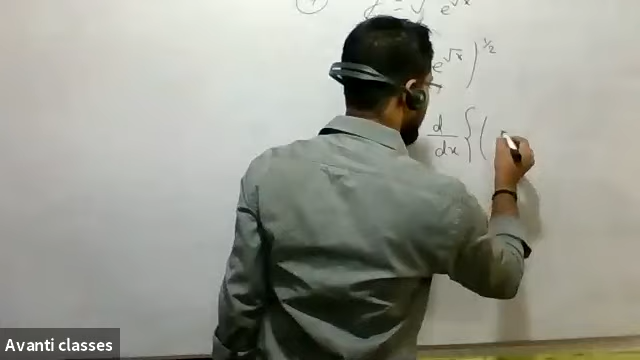 y = √ e^√x
e^√x )^1/2
d/dx { (
Avanti classes